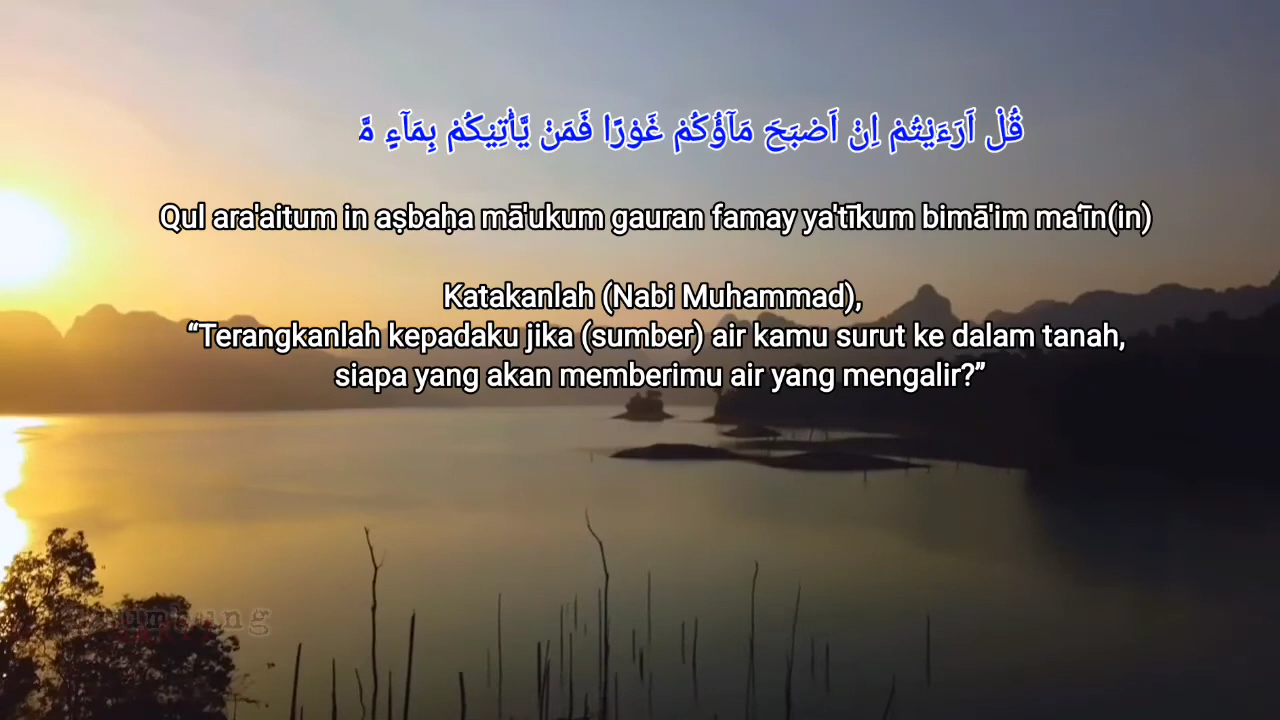 قُلْ اَرَءَيْتُمْ اِنْ اَصْبَحَ مَاۤؤُكُمْ غَوْرًا فَمَنْ يَّأْتِيْكُمْ بِمَاۤءٍ مَّ
Qul ara'aitum in aṣbaḥa mā'ukum gauran famay ya'tīkum bimā'im ma‘īn(in)
Katakanlah (Nabi Muhammad),
“Terangkanlah kepadaku jika (sumber) air kamu surut ke dalam tanah,
siapa yang akan memberimu air yang mengalir?”